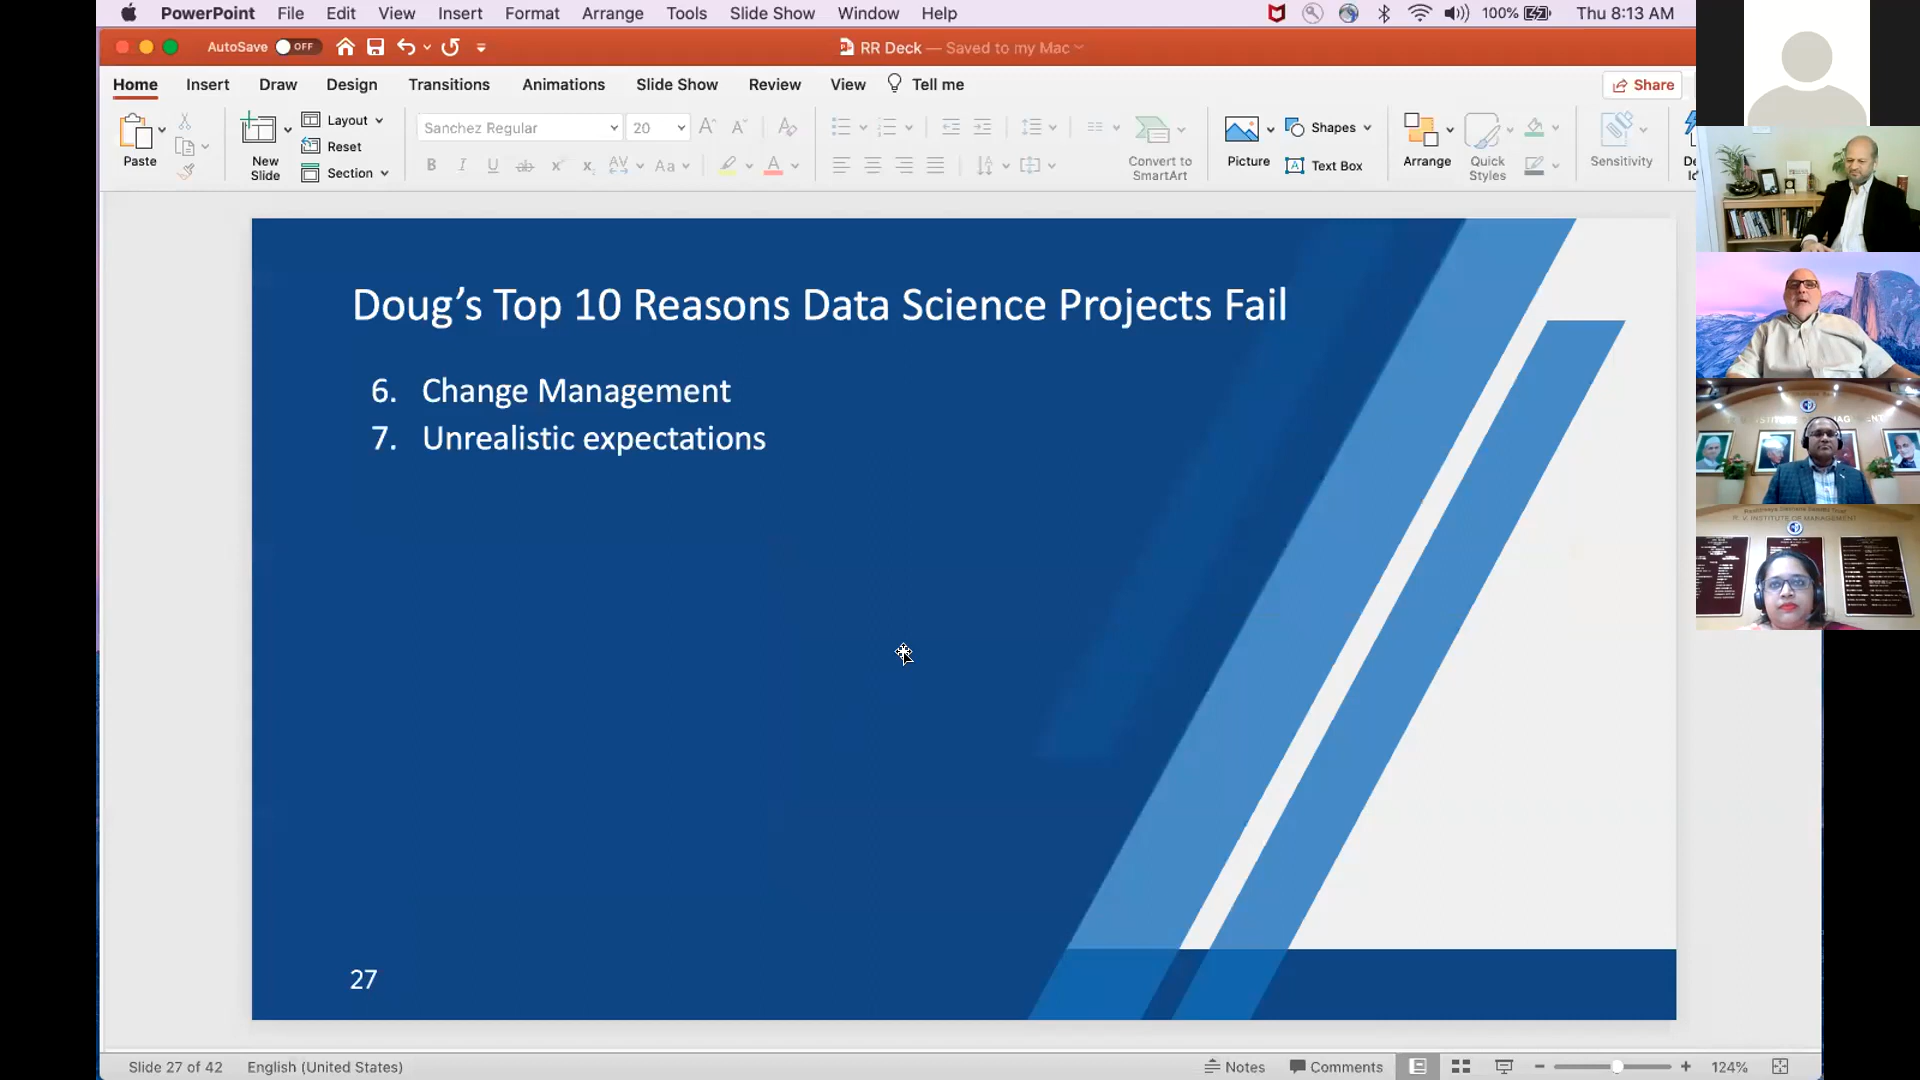 PowerPoint File Edit View Insert Format Arrange Tools Slide Show Window Help 100% Thu 8:13 AM
AutoSave OFF RR Deck — Saved to my Mac
Home Insert Draw Design Transitions Animations Slide Show Review View Tell me Share
Paste New Slide Layout Reset Section Sanchez Regular 20 Convert to SmartArt Picture Shapes Text Box Arrange Quick Styles Sensitivity
Doug's Top 10 Reasons Data Science Projects Fail
6. Change Management
7. Unrealistic expectations
27
Slide 27 of 42 English (United States) Notes Comments 124%